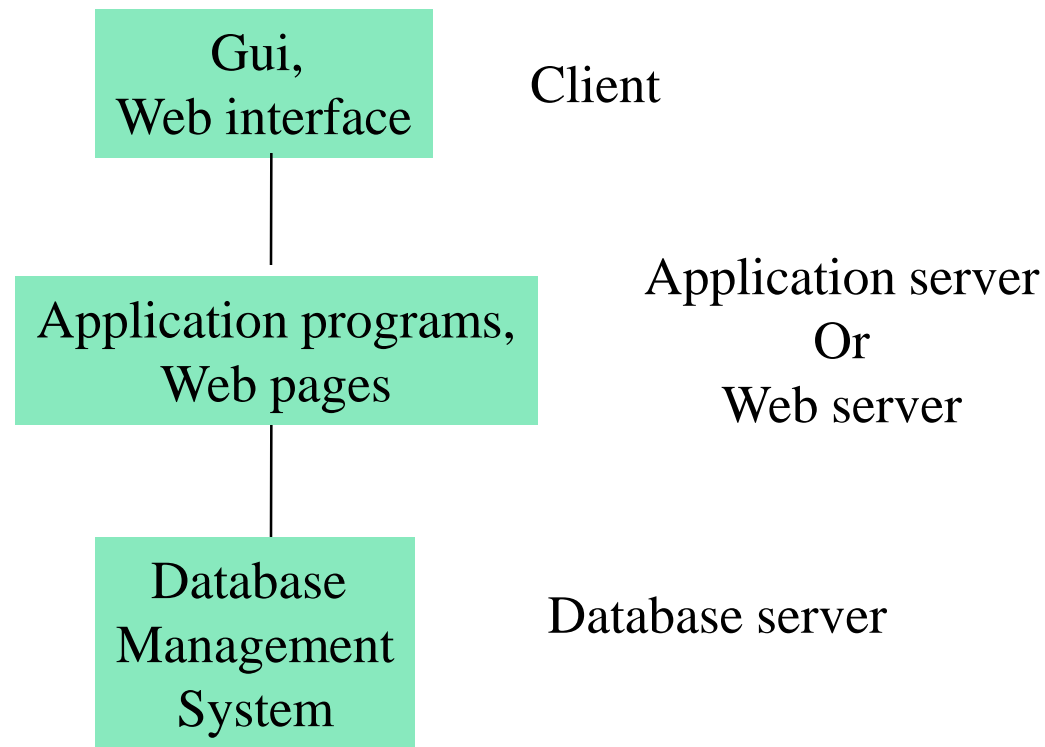 Gui,
Web interface
Client
Application programs,
Web pages
Application server
Or
Web server
Database
Management
System
Database server